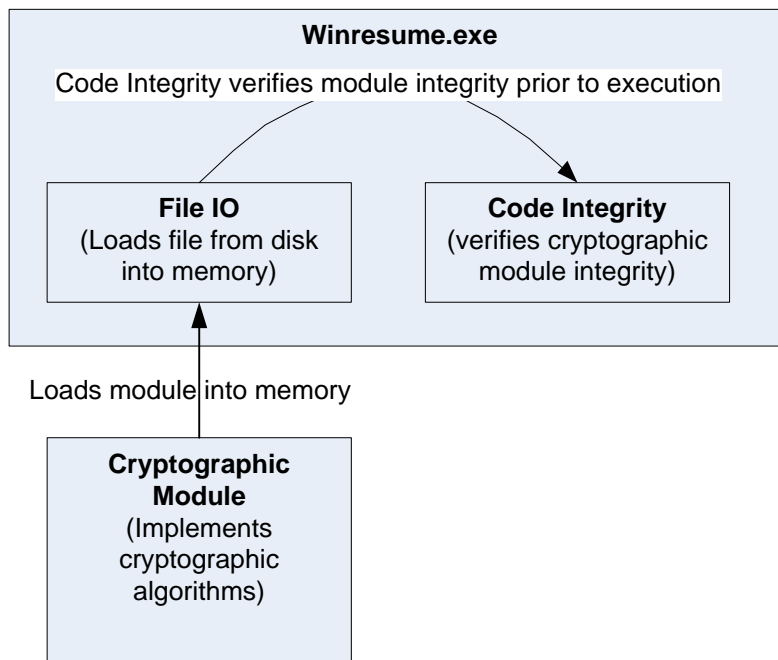 Winresume.exe
Code Integrity verifies module integrity prior to execution
File IO
(Loads file from disk
into memory)
Code Integrity
(verifies cryptographic
module integrity)
Loads module into memory
Cryptographic
Module
(Implements
cryptographic
algorithms)